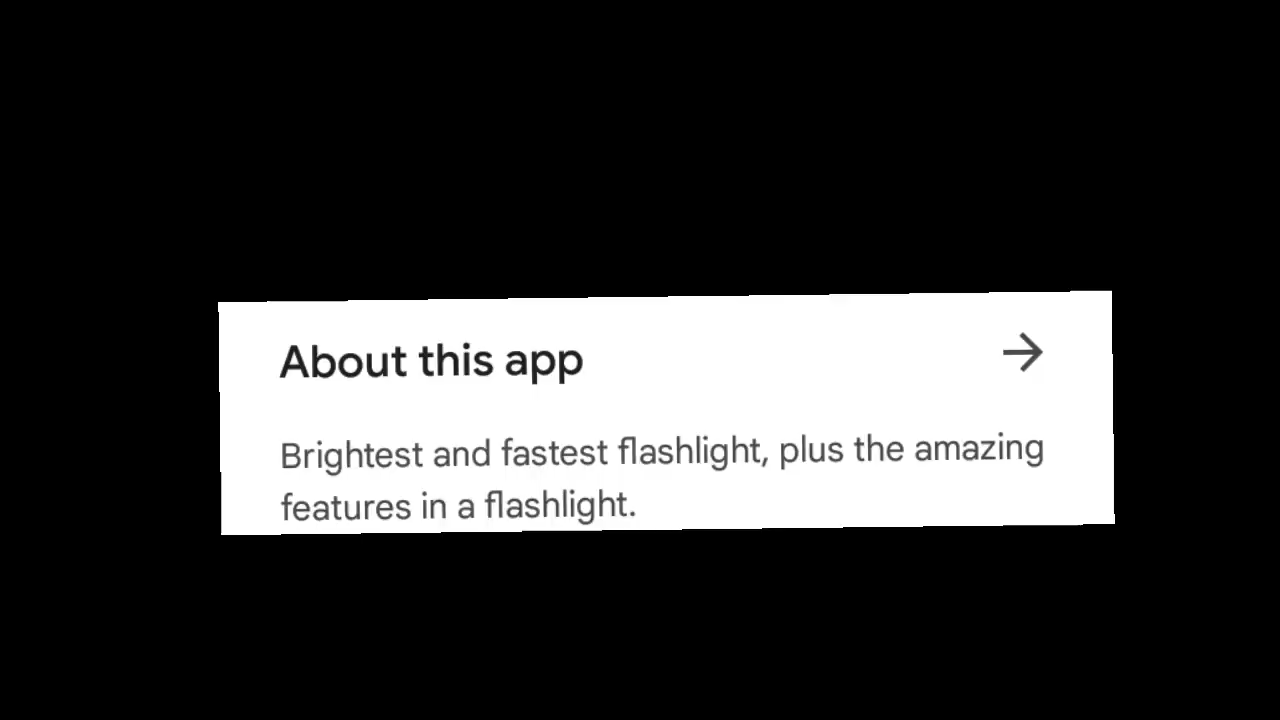 About this app
Brightest and fastest flashlight, plus the amazing
features in a flashlight.